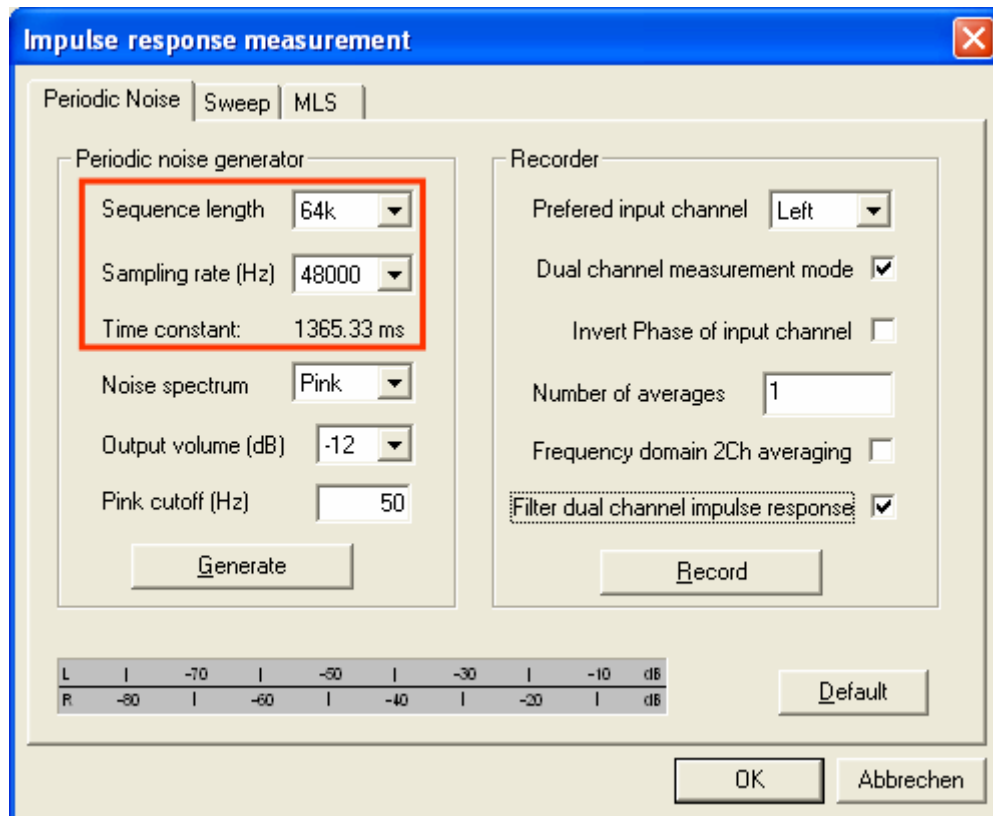 Impulse response measurement
Periodic Noise Sweep MLS
Periodic noise generator
Sequence length 64k
Sampling rate (Hz) 48000
Time constant: 1365.33 ms
Noise spectrum Pink
Output volume (dB) -12
Pink cutoff (Hz) 50
Generate
Recorder
Prefered input channel Left
Dual channel measurement mode
Invert Phase of input channel
Number of averages 1
Frequency domain 2Ch averaging
Filter dual channel impulse response
Record
L | -70 | -50 | -30 | -10 dB
R -80 | -60 | -40 | -20 | dB
Default
OK Abbrechen